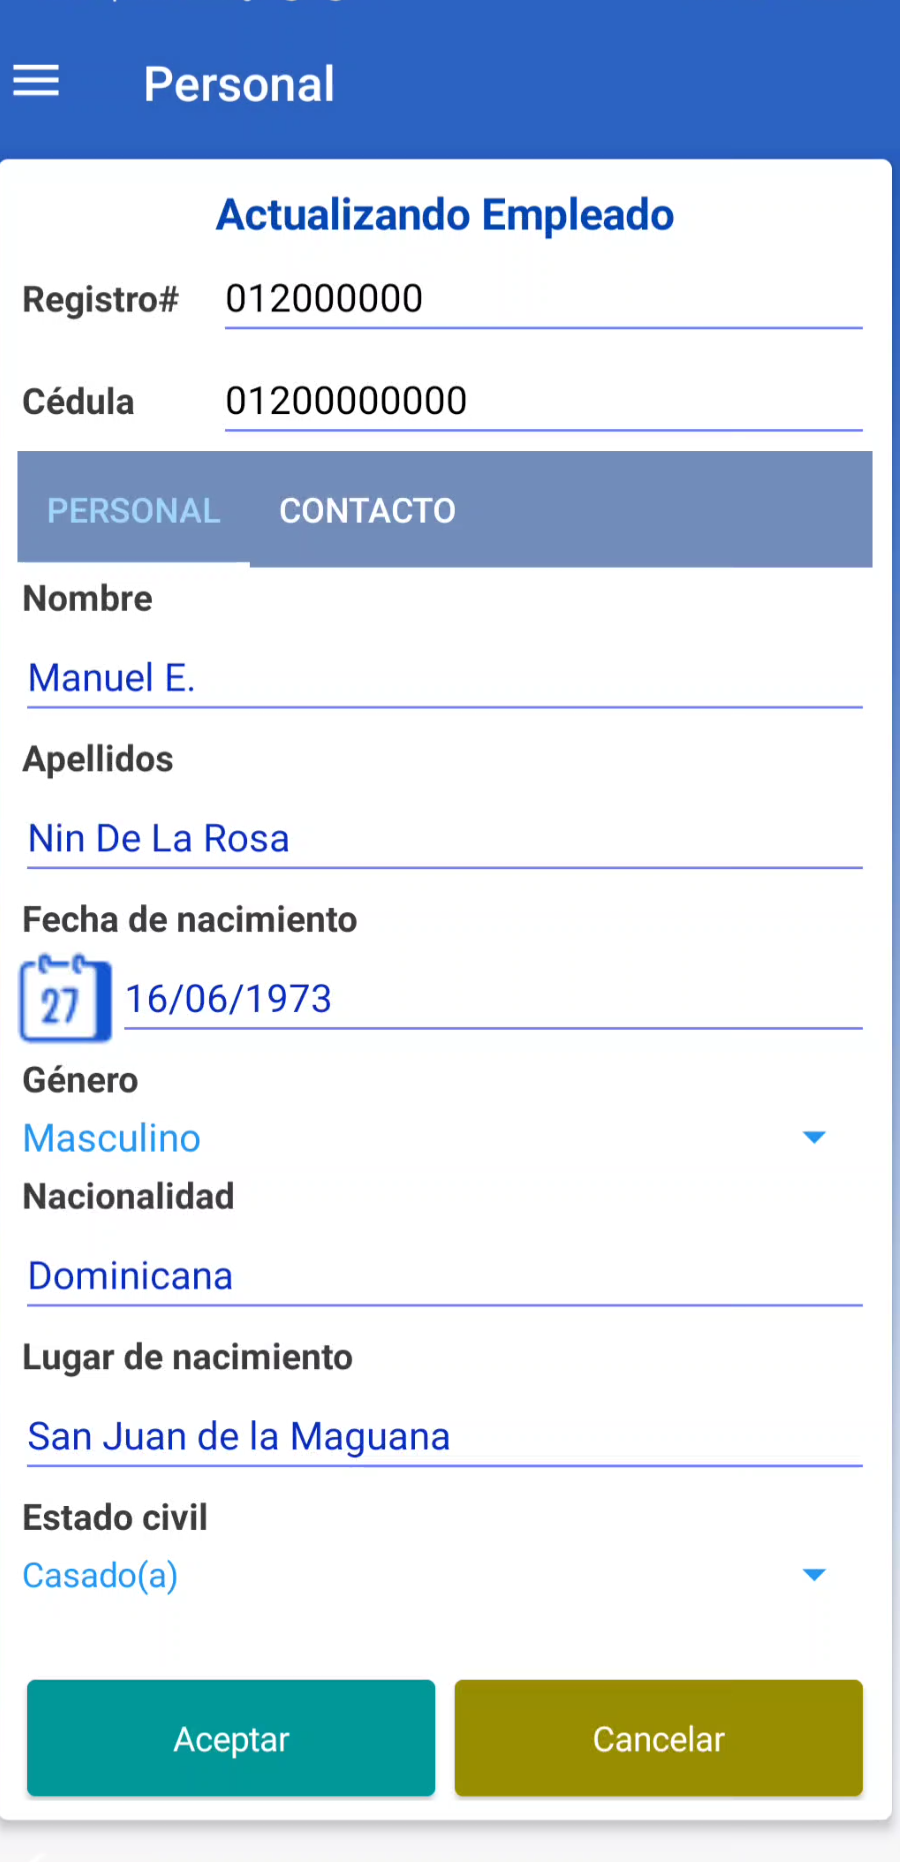 Personal
Actualizando Empleado
Registro# 012000000
Cédula 01200000000
PERSONAL CONTACTO
Nombre
Manuel E.
Apellidos
Nin De La Rosa
Fecha de nacimiento
27 16/06/1973
Género
Masculino
Nacionalidad
Dominicana
Lugar de nacimiento
San Juan de la Maguana
Estado civil
Casado(a)
Aceptar Cancelar